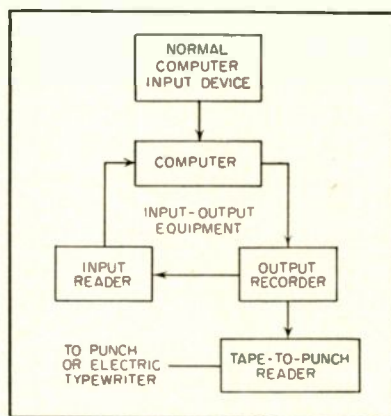 NORMAL
COMPUTER
INPUT DEVICE
COMPUTER
INPUT-OUTPUT
EQUIPMENT
INPUT
READER
OUTPUT
RECORDER
TO PUNCH
OR ELECTRIC
TYPEWRITER
TAPE-TO-PUNCH
READER